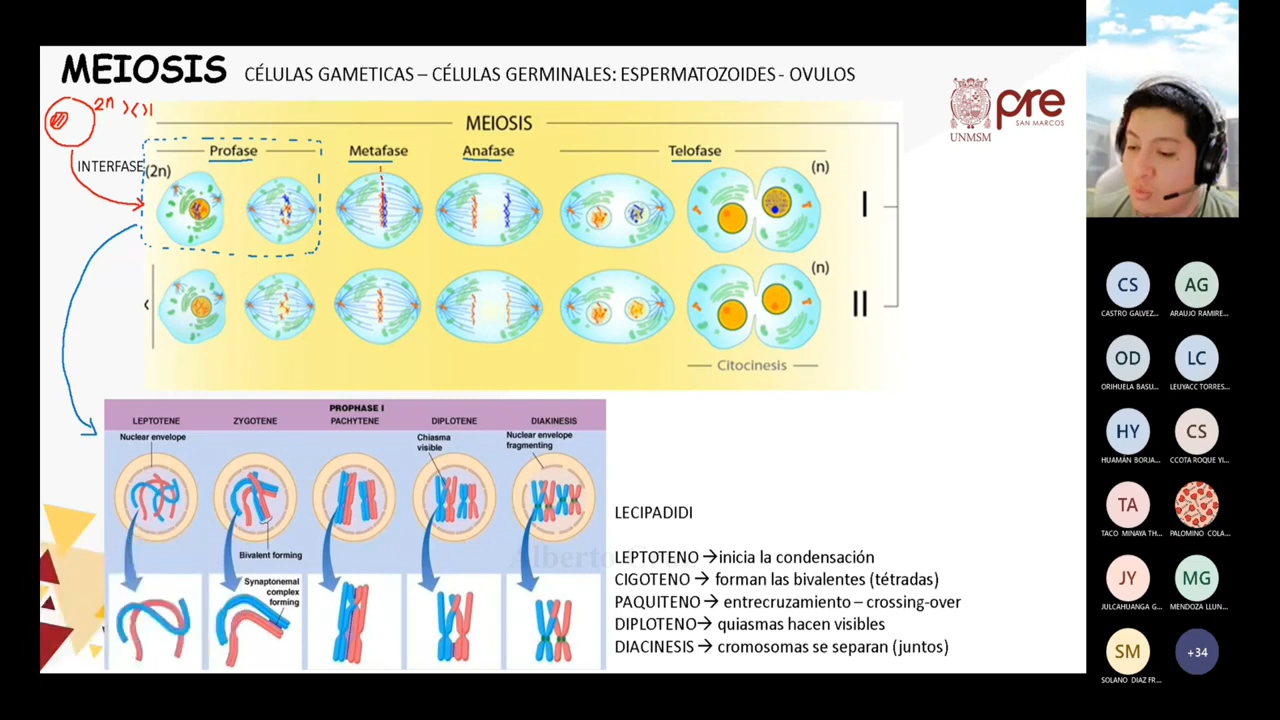 MEIOSIS CÉLULAS GAMETICAS – CÉLULAS GERMINALES: ESPERMATOZOIDES - OVULOS
2n
UNMSM
pre
SAN MARCOS
INTERFASE
MEIOSIS
Profase Metafase Anafase Telofase
(2n) (n)
I
(n)
II
Citocinesis
PROPHASE I
LEPTOTENE ZYGOTENE PACHYTENE DIPLOTENE DIAKINESIS
Nuclear envelope
Chiasma
visible
Nuclear envelope
fragmenting
Bivalent forming
Synaptonemal
complex
forming
LECIPADIDI
LEPTOTENO → inicia la condensación
CIGOTENO → forman las bivalentes (tétradas)
PAQUITENO → entrecruzamiento – crossing-over
DIPLOTENO → quiasmas hacen visibles
DIACINESIS → cromosomas se separan (juntos)
CS AG
CASTRO GALVEZ... ARAUJO RAMIRE...
OD LC
ORIHUELA BASU... LEUYACC TORRES...
HY CS
HUAMÁN BORJA... CCOTA ROQUE YI...
TA
TACO MINAYA TH... PALOMINO COLA...
JY MG
JULCAHUANGA G... MENDOZA LLUN...
SM +34
SOLANO DIAZ FR...